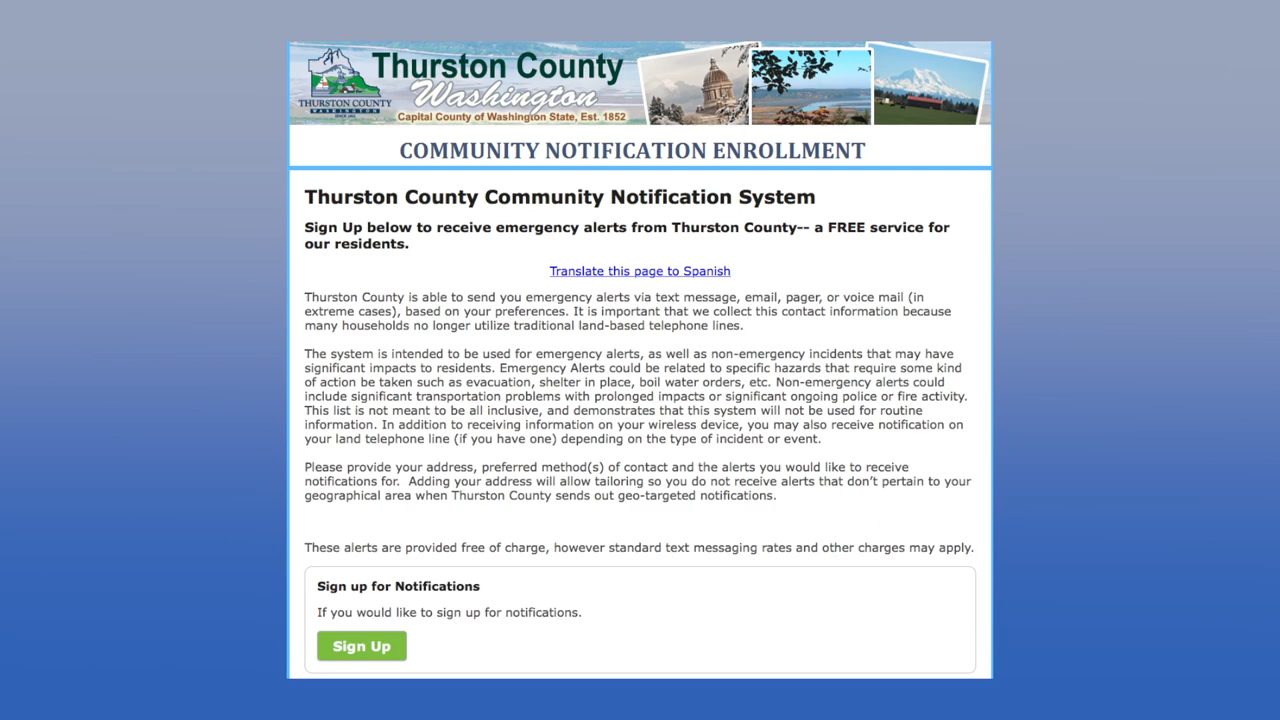 Thurston County
Washington
Capital County of Washington State, Est. 1852
THURSTON COUNTY
WASHINGTON
SINCE 1852
COMMUNITY NOTIFICATION ENROLLMENT
Thurston County Community Notification System
Sign Up below to receive emergency alerts from Thurston County-- a FREE service for
our residents.
Translate this page to Spanish
Thurston County is able to send you emergency alerts via text message, email, pager, or voice mail (in
extreme cases), based on your preferences. It is important that we collect this contact information because
many households no longer utilize traditional land-based telephone lines.
The system is intended to be used for emergency alerts, as well as non-emergency incidents that may have
significant impacts to residents. Emergency Alerts could be related to specific hazards that require some kind
of action be taken such as evacuation, shelter in place, boil water orders, etc. Non-emergency alerts could
include significant transportation problems with prolonged impacts or significant ongoing police or fire activity.
This list is not meant to be all inclusive, and demonstrates that this system will not be used for routine
information. In addition to receiving information on your wireless device, you may also receive notification on
your land telephone line (if you have one) depending on the type of incident or event.
Please provide your address, preferred method(s) of contact and the alerts you would like to receive
notifications for.  Adding your address will allow tailoring so you do not receive alerts that don’t pertain to your
geographical area when Thurston County sends out geo-targeted notifications.
These alerts are provided free of charge, however standard text messaging rates and other charges may apply.
Sign up for Notifications
If you would like to sign up for notifications.
Sign Up